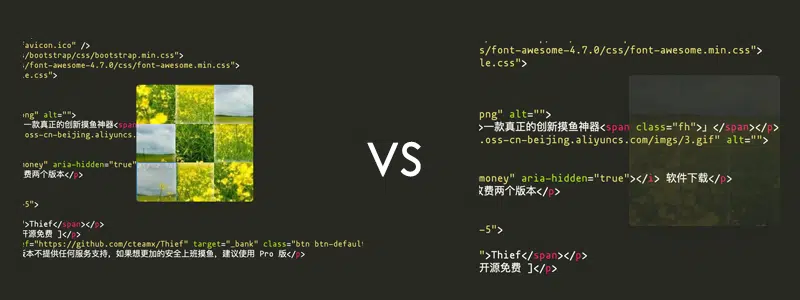 favicon.ico" />
/bootstrap/css/bootstrap.min.css">
/font-awesome-4.7.0/css/font-awesome.min.css">
le.css">
png" alt="">
一款真正的创新摸鱼神器<span
.oss-cn-beijing.aliyuncs.
money" aria-hidden="true"
费两个版本</p>
-5">
">Thief</span></p>
开源免费 ]</p>
ef="https://github.com/cteamx/Thief" target="_bank" class="btn btn-defaul
版本不提供任何服务支持，如果想更加的安全上班摸鱼，建议使用 Pro 版</p>
VS
s/font-awesome-4.7.0/css/font-awesome.min.css">
le.css">
png" alt="">
>一款真正的创新摸鱼神器<span class="fh">」</span></p>
.oss-cn-beijing.aliyuncs.com/imgs/3.gif" alt="">
money" aria-hidden="true"></i> 软件下载</p>
费两个版本</p>
-5">
">Thief</span></p>
开源免费 ]</p>